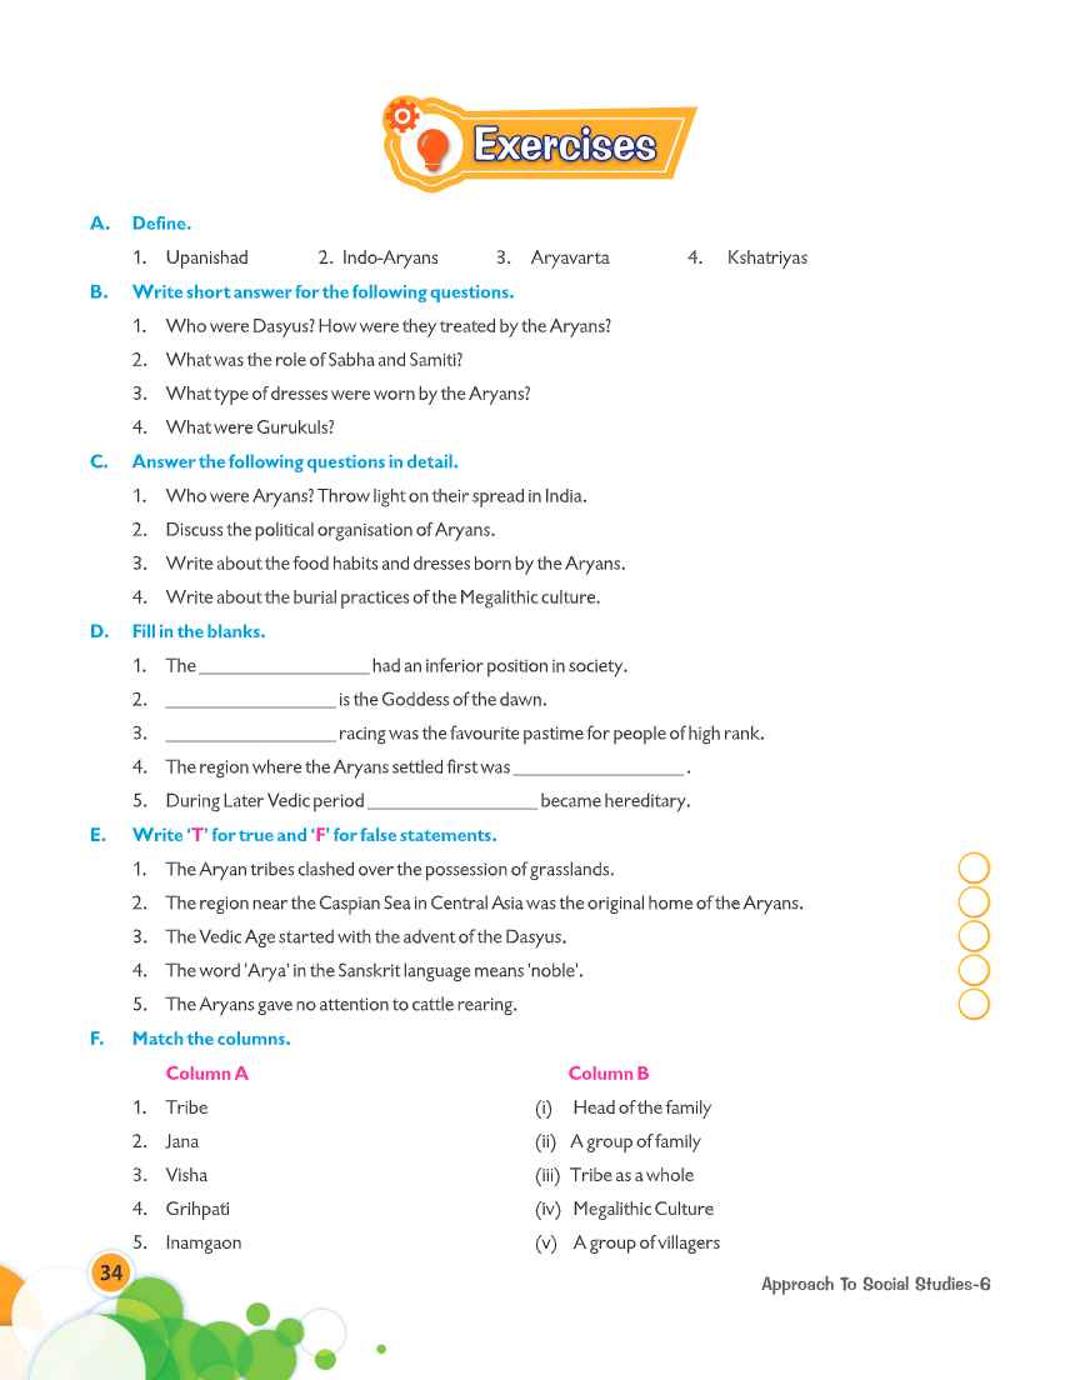 Exercises
A. Define.
1. Upanishad 2. Indo-Aryans 3. Aryavarta 4. Kshatriyas
B. Write short answer for the following questions.
1. Who were Dasyus? How were they treated by the Aryans?
2. What was the role of Sabha and Samiti?
3. What type of dresses were worn by the Aryans?
4. What were Gurukuls?
C. Answer the following questions in detail.
1. Who were Aryans? Throw light on their spread in India.
2. Discuss the political organisation of Aryans.
3. Write about the food habits and dresses born by the Aryans.
4. Write about the burial practices of the Megalithic culture.
D. Fill in the blanks.
1. The _________________ had an inferior position in society.
2. _________________ is the Goddess of the dawn.
3. _________________ racing was the favourite pastime for people of high rank.
4. The region where the Aryans settled first was _________________ .
5. During Later Vedic period _________________ became hereditary.
E. Write 'T' for true and 'F' for false statements.
1. The Aryan tribes clashed over the possession of grasslands.
2. The region near the Caspian Sea in Central Asia was the original home of the Aryans.
3. The Vedic Age started with the advent of the Dasyus.
4. The word 'Arya' in the Sanskrit language means 'noble'.
5. The Aryans gave no attention to cattle rearing.
F. Match the columns.
Column A Column B
1. Tribe (i) Head of the family
2. Jana (ii) A group of family
3. Visha (iii) Tribe as a whole
4. Grihpati (iv) Megalithic Culture
5. Inamgaon (v) A group of villagers
34
Approach To Social Studies-6